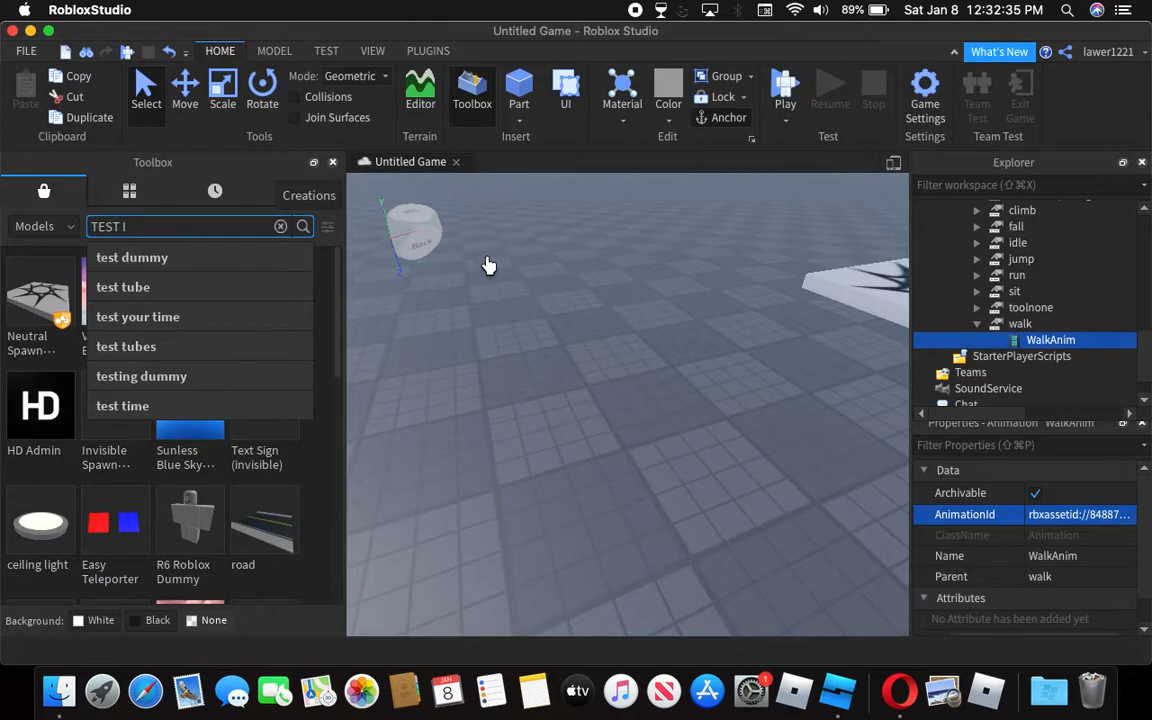 RobloxStudio
89%
Sat Jan 8 12:32:35 PM
Untitled Game - Roblox Studio
FILE
HOME
MODEL
TEST
VIEW
PLUGINS
What's New
lawer1221
Paste
Copy
Cut
Duplicate
Clipboard
Select
Move
Scale
Rotate
Mode: Geometric
Collisions
Join Surfaces
Tools
Editor
Terrain
Toolbox
Part
UI
Insert
Material
Color
Group
Lock
Anchor
Edit
Play
Resume
Stop
Test
Game
Settings
Settings
Team
Test
Exit
Game
Team Test
Toolbox
Creations
Models
TEST I
test dummy
test tube
test your time
test tubes
testing dummy
test time
Neutral
Spawn...
HD
HD Admin
Invisible
Spawn...
Sunless
Blue Sky...
Text Sign
(invisible)
ceiling light
Easy
Teleporter
R6 Roblox
Dummy
road
Background:
White
Black
None
Untitled Game
Y
Z
Back
Explorer
Filter workspace (⇧⌘X)
climb
fall
idle
jump
run
sit
toolnone
walk
WalkAnim
StarterPlayerScripts
Teams
SoundService
Chat
Properties - Animation "WalkAnim"
Filter Properties (⇧⌘P)
Data
Archivable
AnimationId
rbxassetid://84887...
ClassName
Animation
Name
WalkAnim
Parent
walk
Attributes
No Attribute has been added yet
JAN
8
tv
1